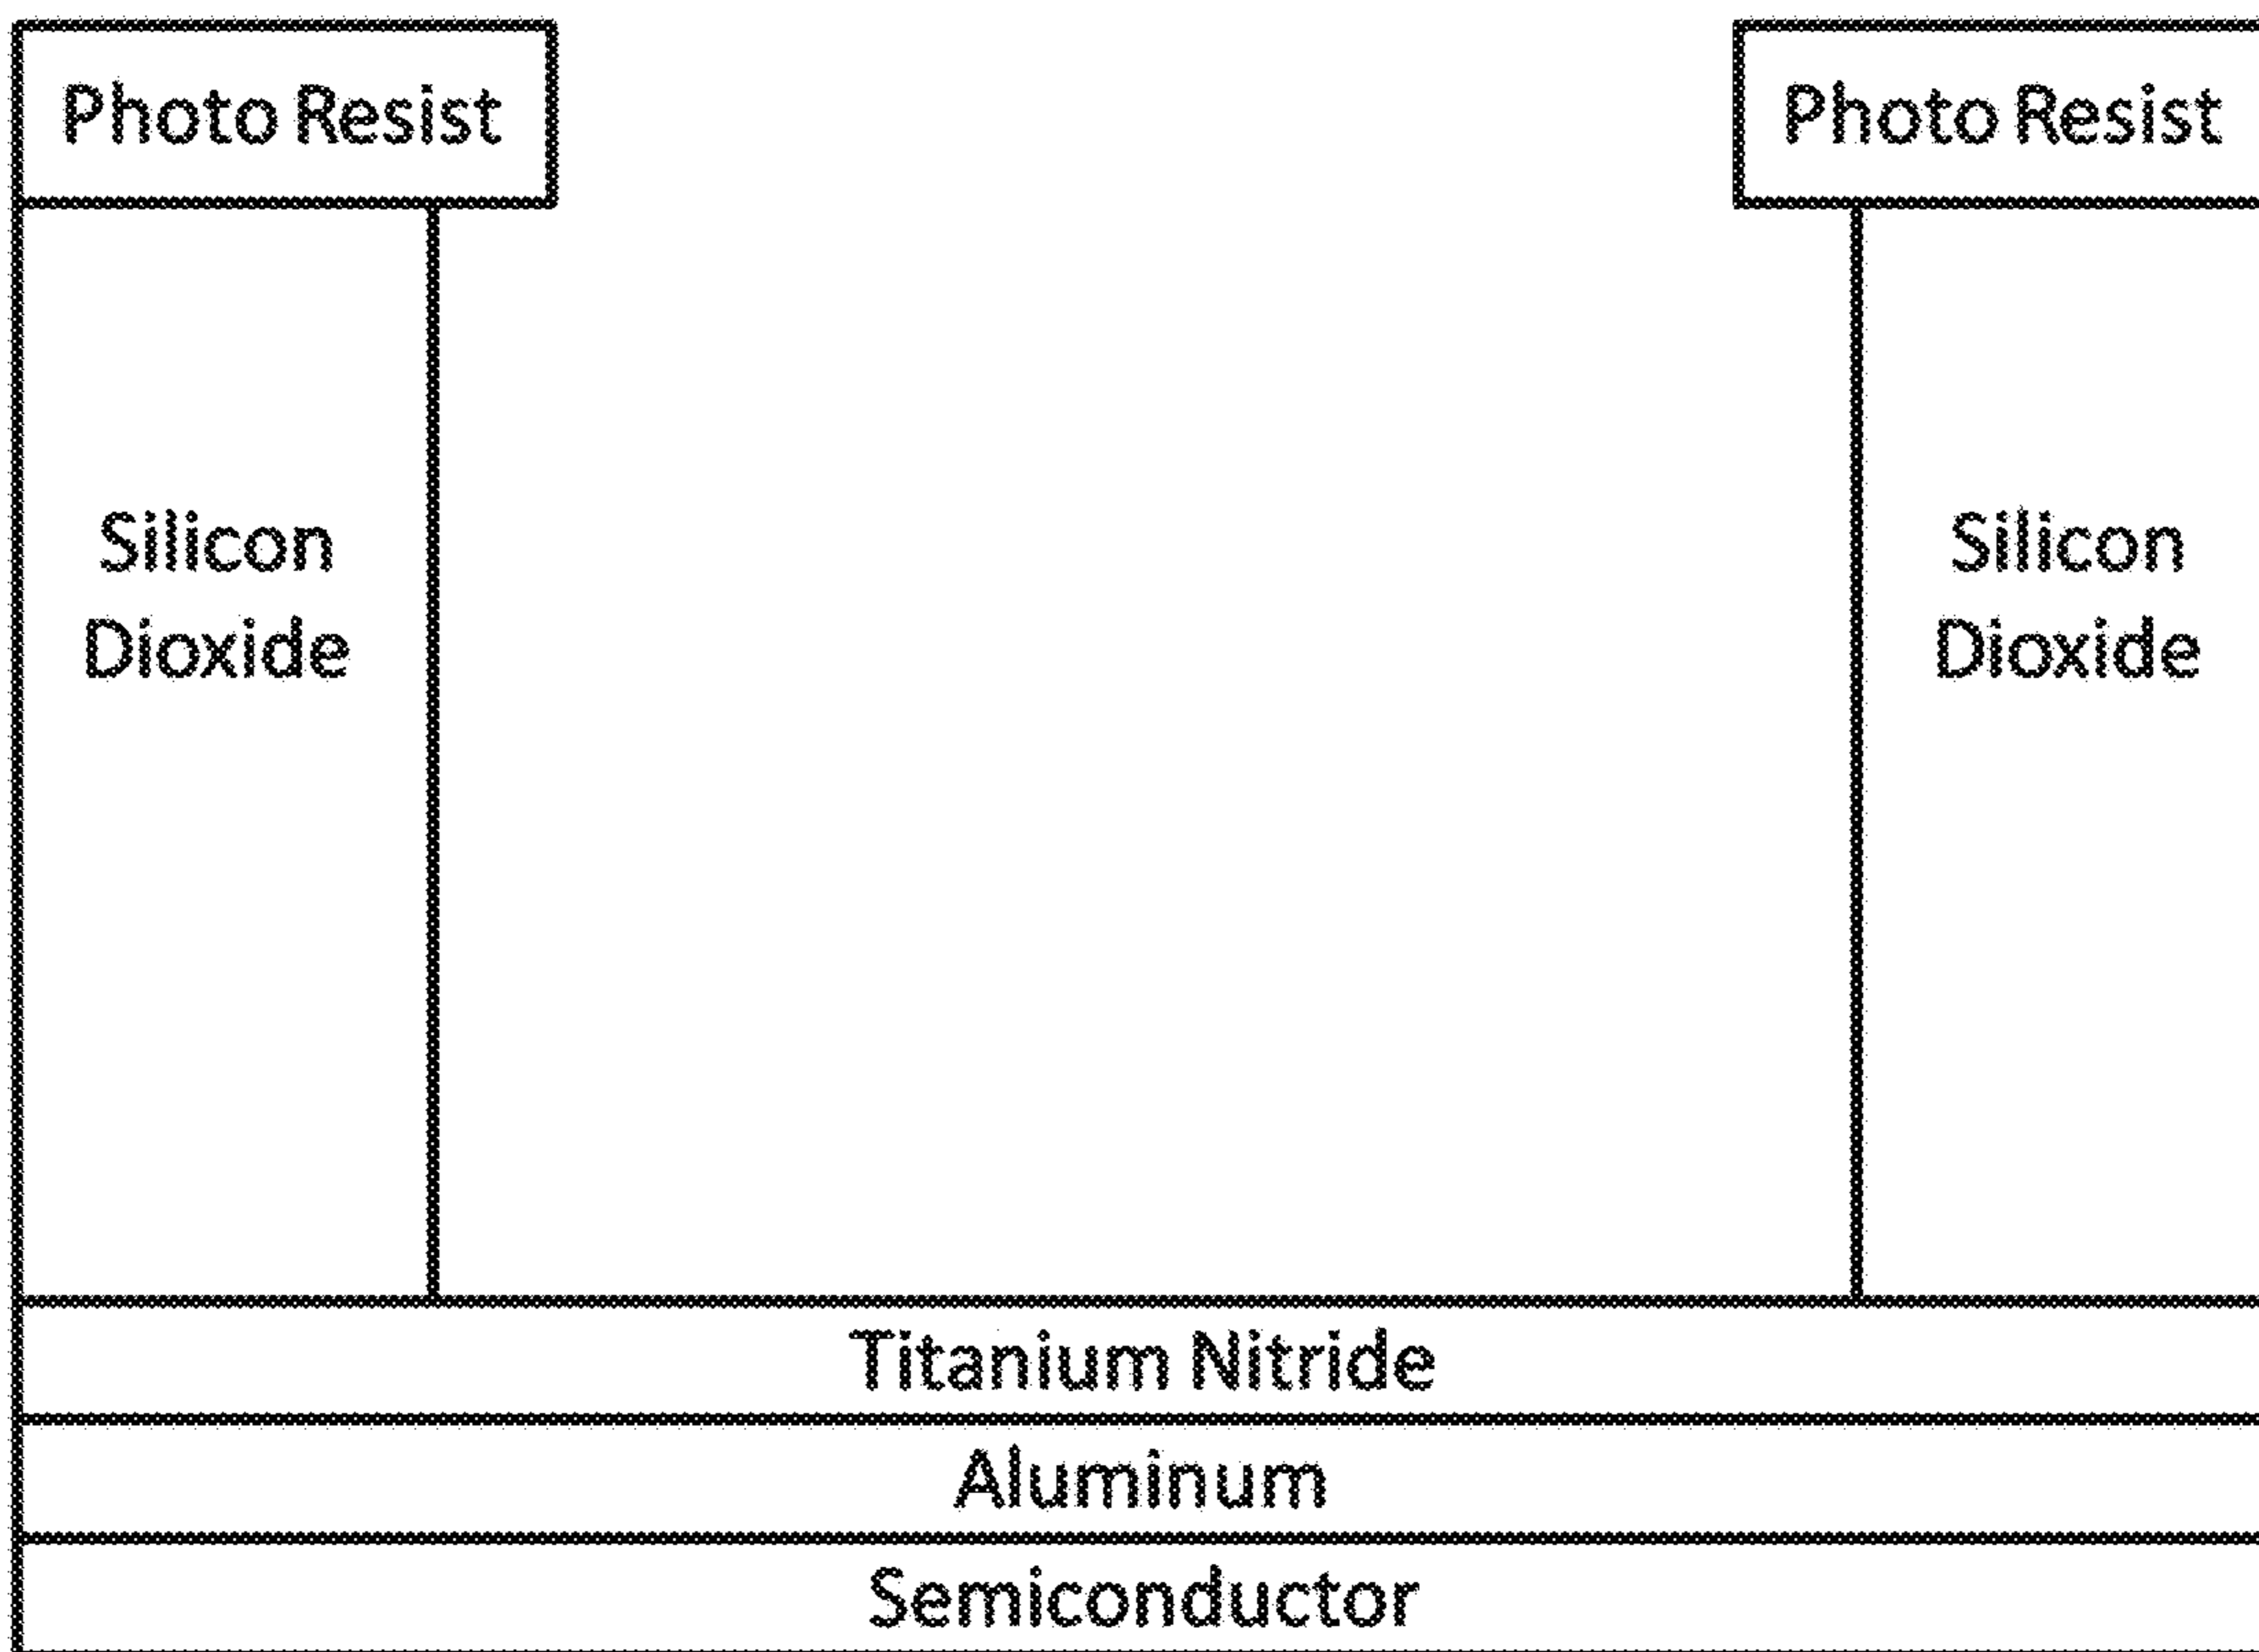 Photo Resist
Photo Resist
Silicon
Dioxide
Silicon
Dioxide
Titanium Nitride
Aluminum
Semiconductor